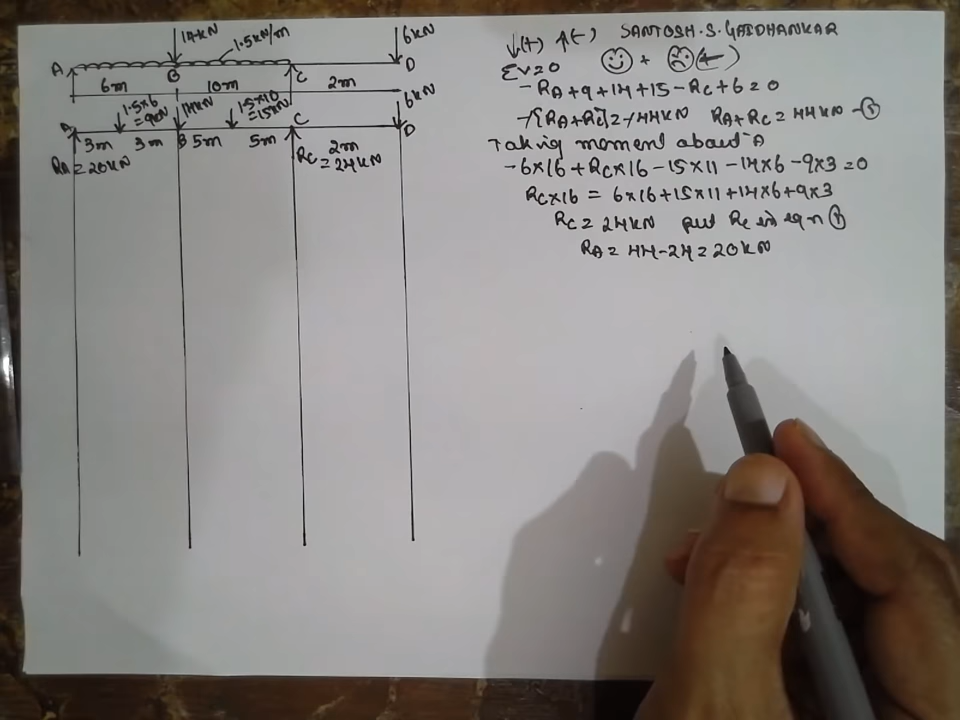 14kN 1.5kN/m 6kN
A B C D
6m 10m 2m
1.5×6 =9kN 14kN 1.5×10 =15kN 6kN
A B C D
3m 3m 5m 5m 2m
RA=20kN RC=24kN
↓(+) ↑(-) SANTOSH.S.GAIDHANKAR
Σv=0 + (-)
-RA+9+14+15-RC+6=0
-[RA+RC]=-44kN RA+RC=44kN-①
Taking moment about A
-6×16+RC×16-15×11-14×6-9×3=0
RC×16 = 6×16+15×11+14×6+9×3
RC=24kN put Rc in eqn ①
RA=44-24=20kN